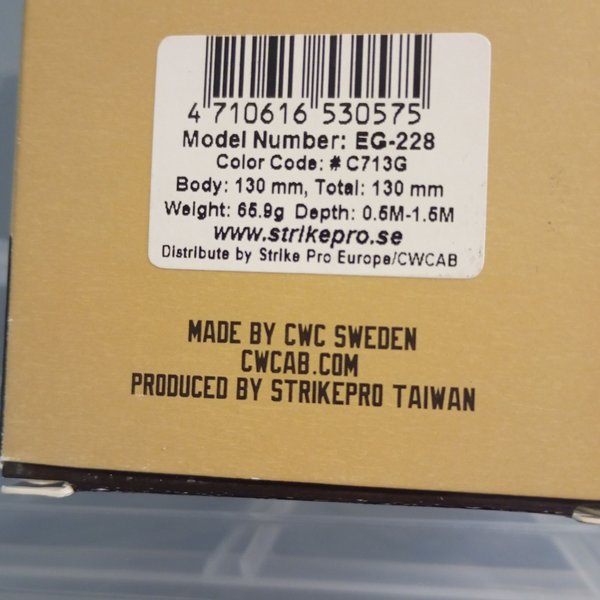 4 710616 530575
Model Number: EG-228
Color Code: # C713G
Body: 130 mm, Total: 130 mm
Weight: 65.9g Depth: 0.5M-1.5M
www.strikepro.se
Distribute by Strike Pro Europe/CWCAB
MADE BY CWC SWEDEN
CWCAB.COM
PRODUCED BY STRIKEPRO TAIWAN